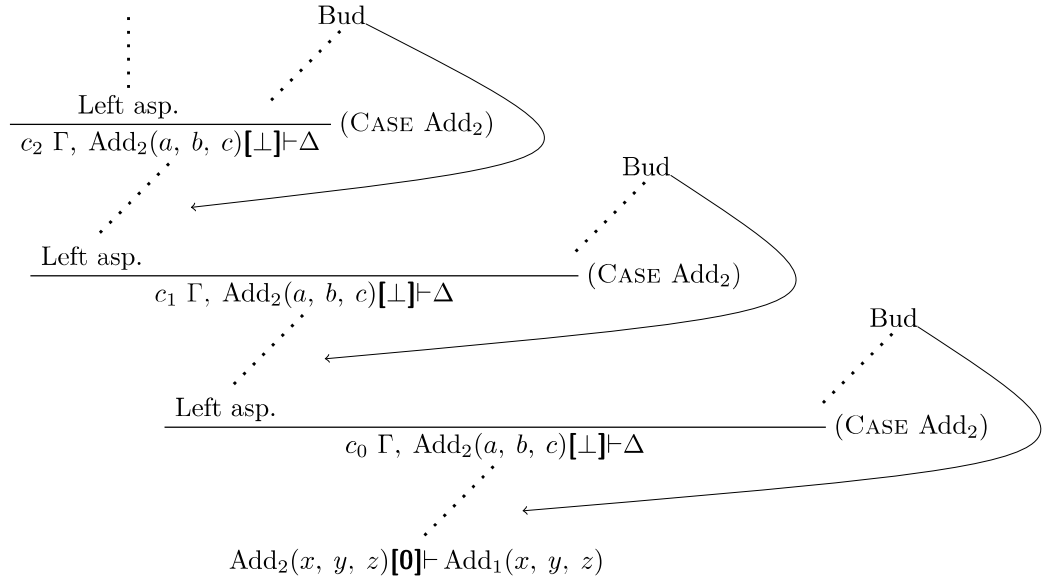 Bud
Left asp.
(CASE Add₂)
c₂ Γ, Add₂(a, b, c)[⊥]⊢Δ
Bud
Left asp.
(CASE Add₂)
c₁ Γ, Add₂(a, b, c)[⊥]⊢Δ
Bud
Left asp.
(CASE Add₂)
c₀ Γ, Add₂(a, b, c)[⊥]⊢Δ
Add₂(x, y, z)[0]⊢Add₁(x, y, z)